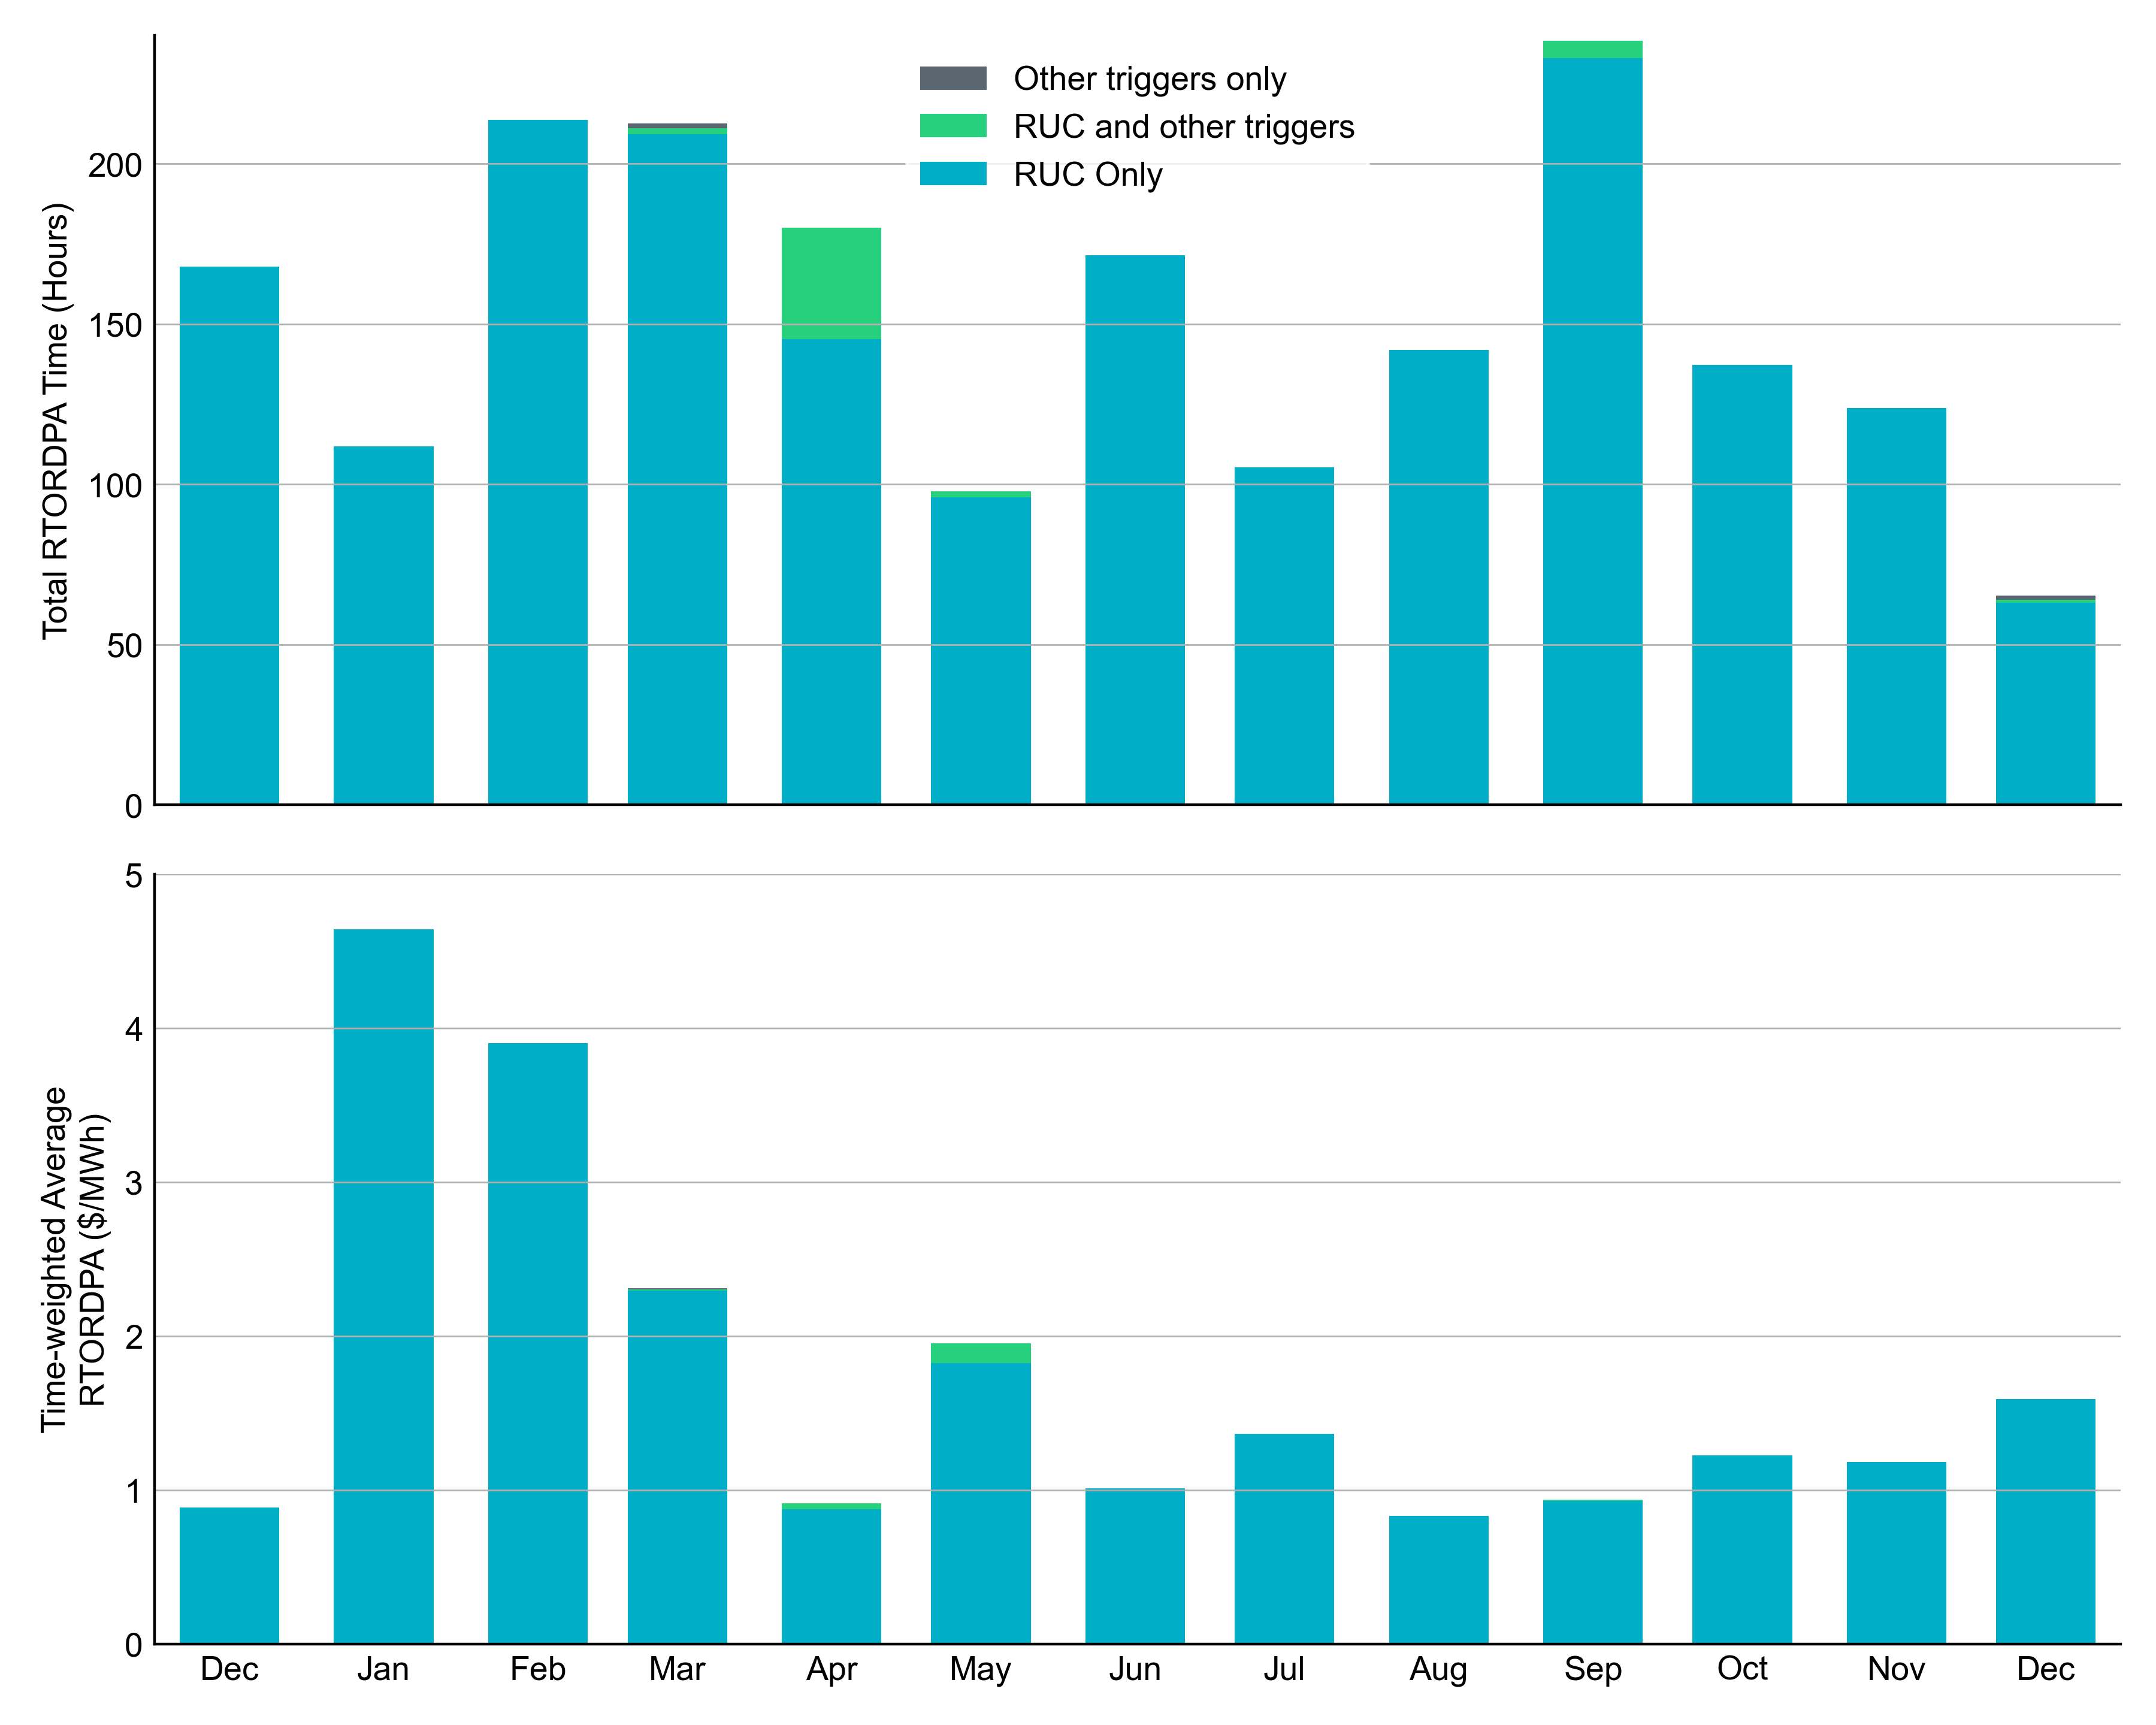 Other triggers only
RUC and other triggers
RUC Only
Total RTORDPA Time (Hours)
200
150
100
50
0
Time-weighted Average
RTORDPA ($/MWh)
5
4
3
2
1
0
Dec Jan Feb Mar Apr May Jun Jul Aug Sep Oct Nov Dec